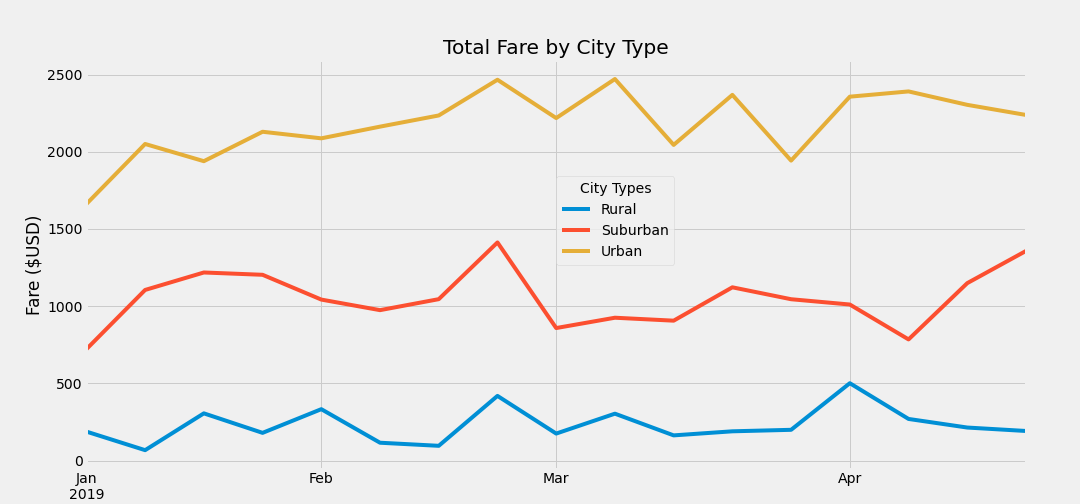 Total Fare by City Type
2500
2000
1500
1000
500
0
Fare ($USD)
City Types
Rural
Suburban
Urban
Jan
2019
Feb
Mar
Apr